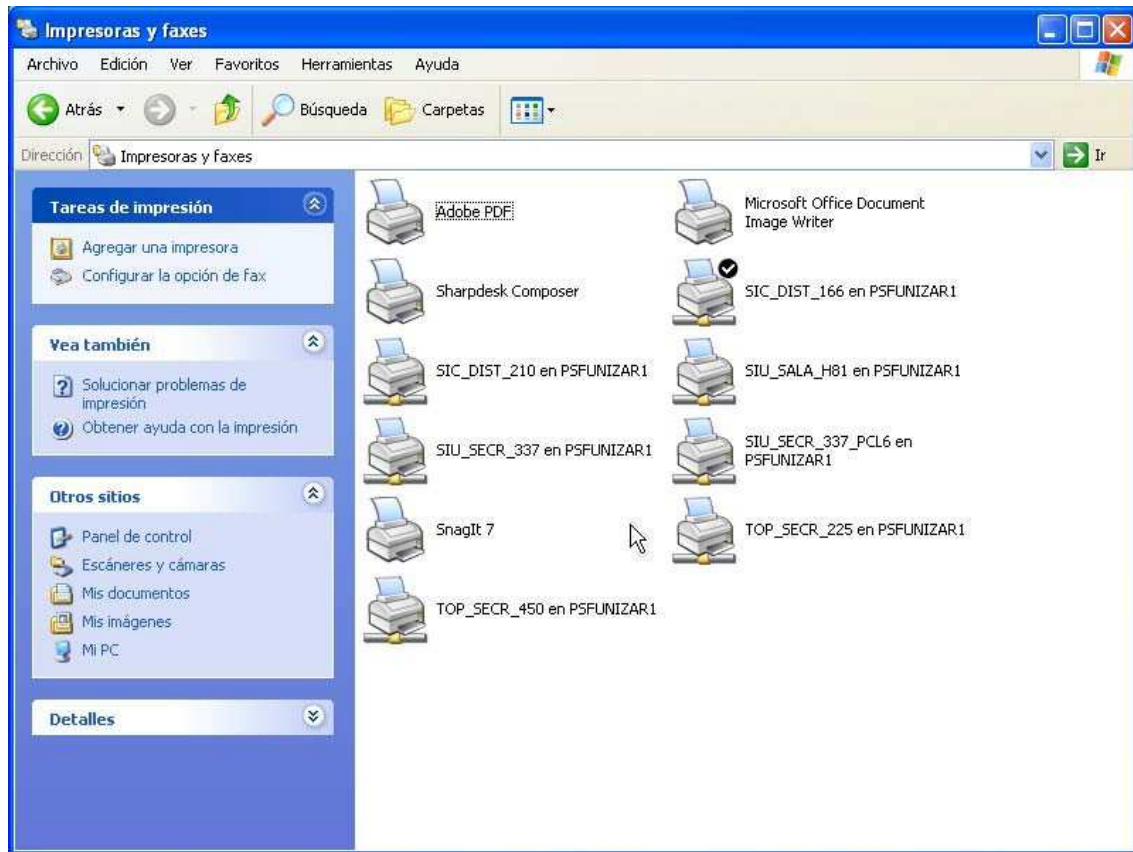 Impresoras y faxes
Archivo Edición Ver Favoritos Herramientas Ayuda
Atrás Búsqueda Carpetas
Dirección Impresoras y faxes Ir
Tareas de impresión
Agregar una impresora
Configurar la opción de fax
Vea también
Solucionar problemas de
impresión
Obtener ayuda con la impresión
Otros sitios
Panel de control
Escáneres y cámaras
Mis documentos
Mis imágenes
Mi PC
Detalles
Adobe PDF
Microsoft Office Document
Image Writer
Sharpdesk Composer
SIC_DIST_166 en PSFUNIZAR1
SIC_DIST_210 en PSFUNIZAR1
SIU_SALA_H81 en PSFUNIZAR1
SIU_SECR_337 en PSFUNIZAR1
SIU_SECR_337_PCL6 en
PSFUNIZAR1
SnagIt 7
TOP_SECR_225 en PSFUNIZAR1
TOP_SECR_450 en PSFUNIZAR1